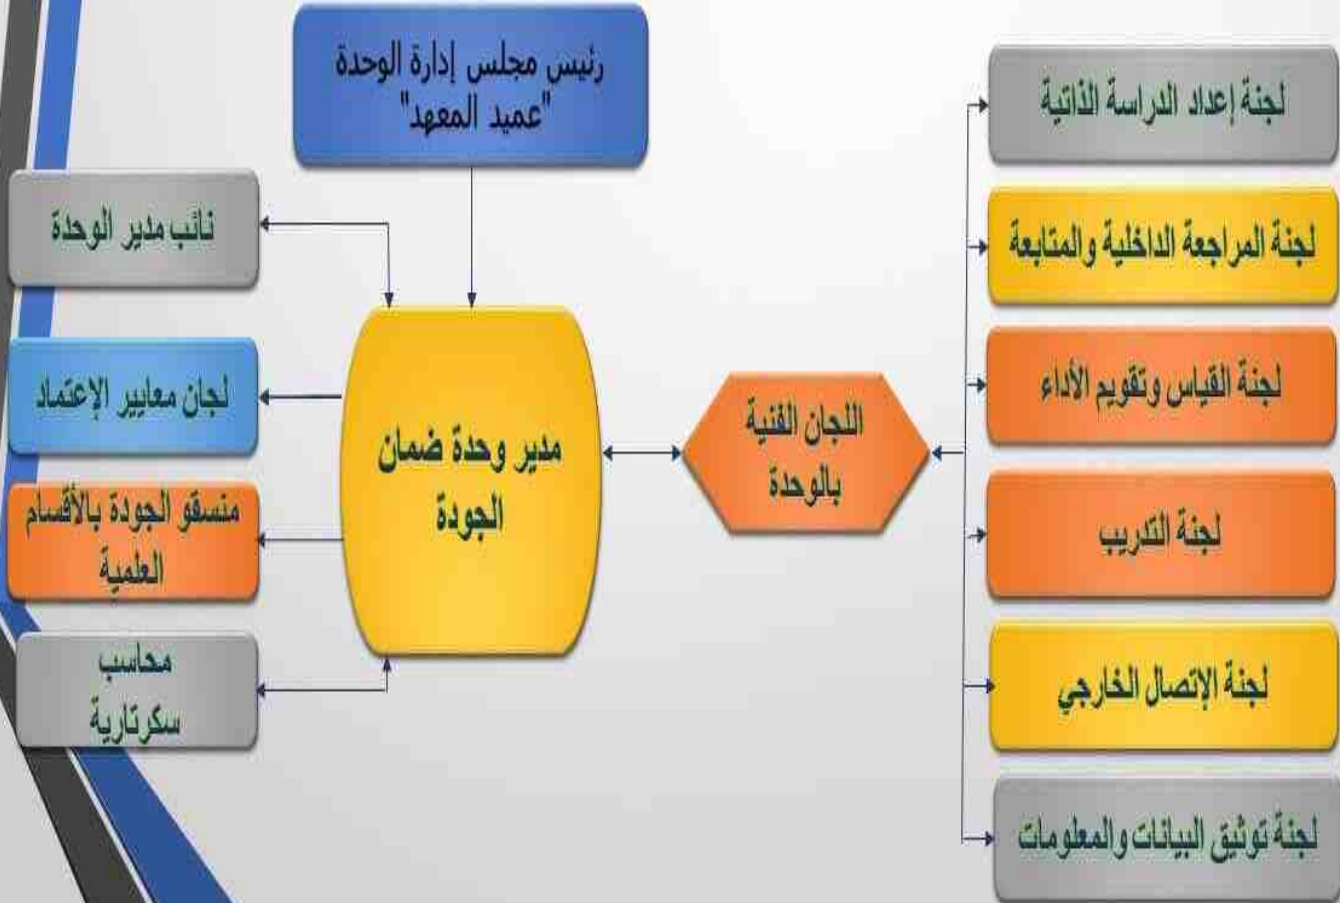 رئيس مجلس إدارة الوحدة
"عميد المعهد"
لجنة إعداد الدراسة الذاتية
لجنة المراجعة الداخلية والمتابعة
لجنة القياس وتقويم الأداء
لجنة التدريب
لجنة الإتصال الخارجي
لجنة توثيق البيانات والمعلومات
اللجان الفنية
بالوحدة
مدير وحدة ضمان
الجودة
نائب مدير الوحدة
لجان معايير الإعتماد
منسقو الجودة بالأقسام
العلمية
محاسب
سكرتارية